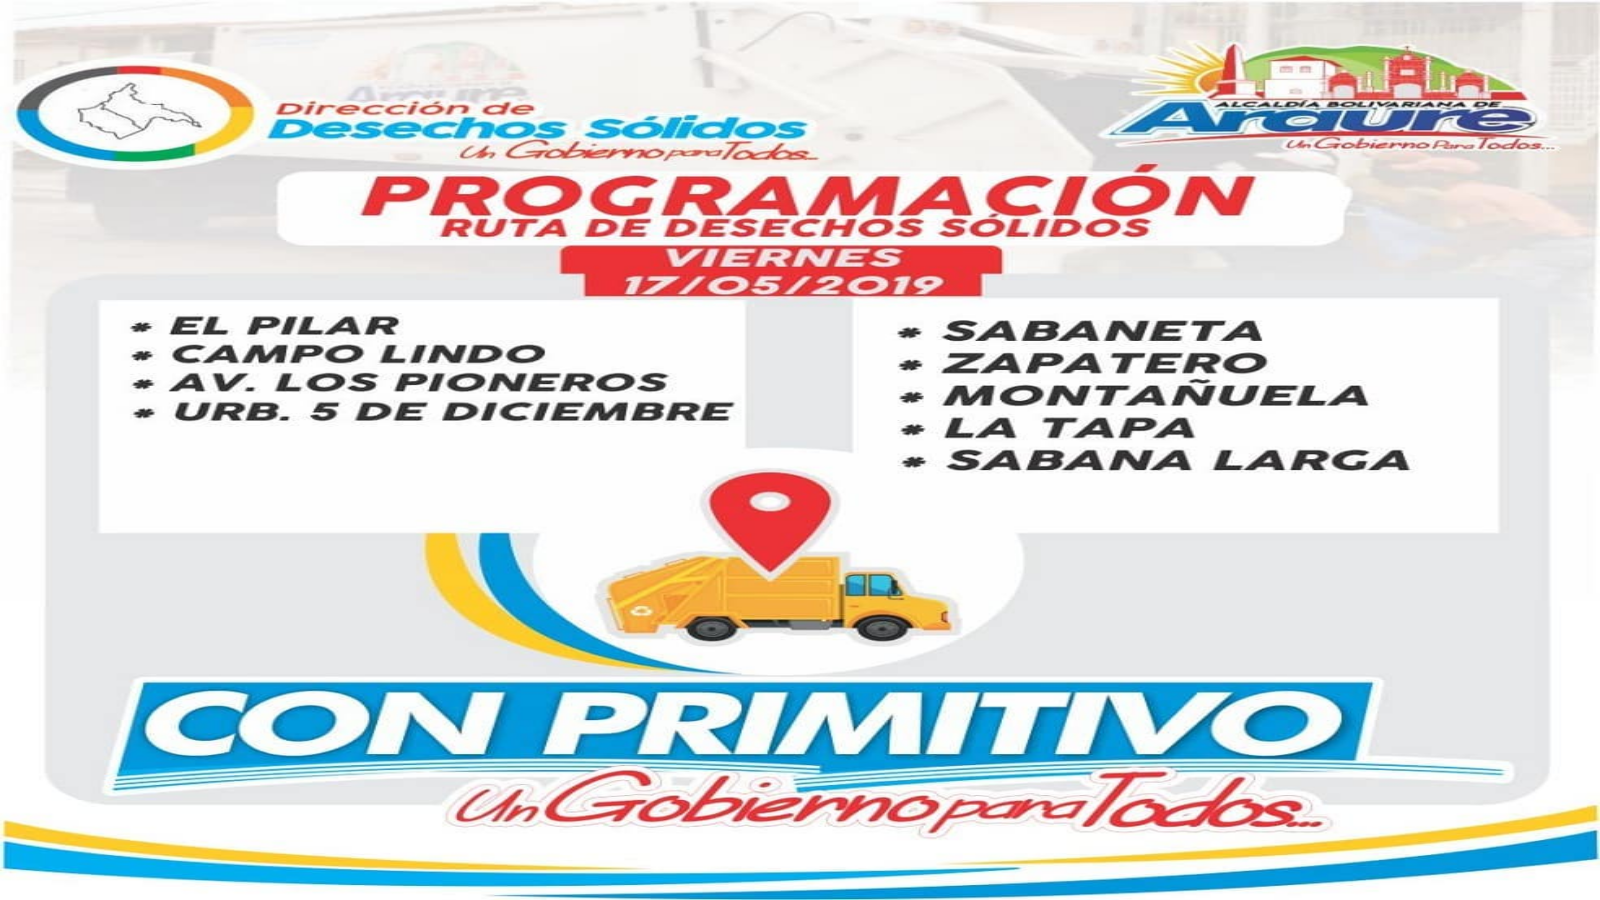 Dirección de
Desechos Sólidos
Un Gobierno para Todos...
ALCALDÍA BOLIVARIANA DE
Araure
Un Gobierno Para Todos...
PROGRAMACIÓN
RUTA DE DESECHOS SÓLIDOS
VIERNES
17/05/2019
* EL PILAR
* CAMPO LINDO
* AV. LOS PIONEROS
* URB. 5 DE DICIEMBRE
* SABANETA
* ZAPATERO
* MONTAÑUELA
* LA TAPA
* SABANA LARGA
CON PRIMITIVO
Un Gobierno para Todos...